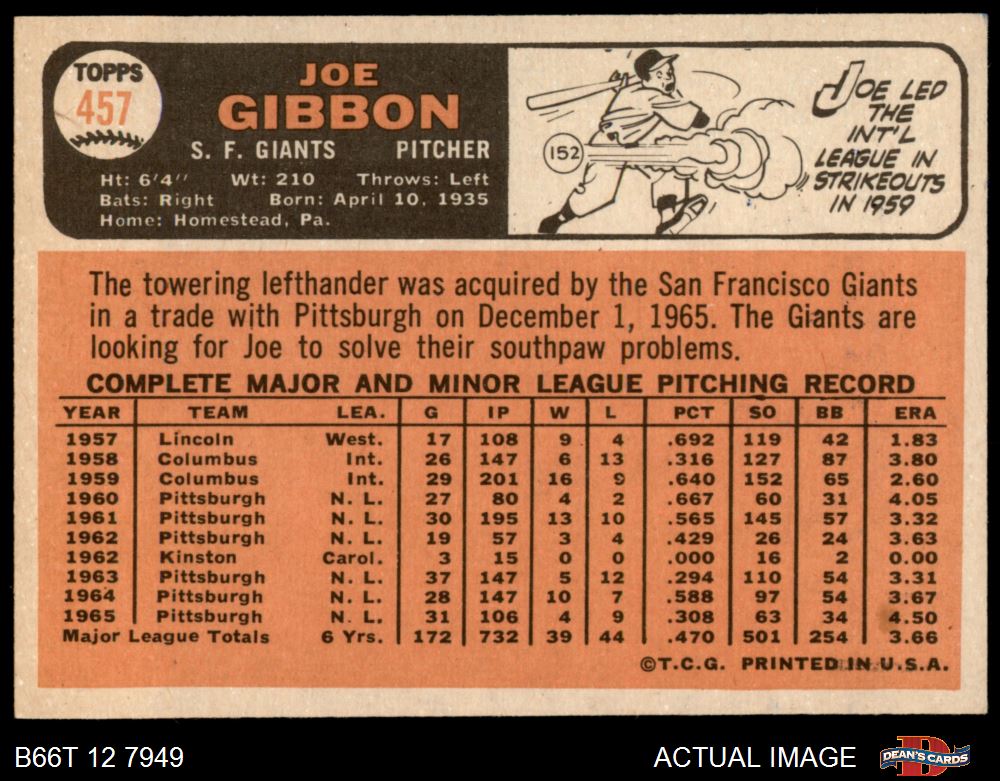 TOPPS
457
JOE
GIBBON
S. F. GIANTS PITCHER
Ht: 6'4" Wt: 210 Throws: Left
Bats: Right Born: April 10, 1935
Home: Homestead, Pa.
152
JOE LED
THE
INT'L
LEAGUE IN
STRIKEOUTS
IN 1959
The towering lefthander was acquired by the San Francisco Giants
in a trade with Pittsburgh on December 1, 1965. The Giants are
looking for Joe to solve their southpaw problems.
COMPLETE MAJOR AND MINOR LEAGUE PITCHING RECORD
YEAR TEAM LEA. G IP W L PCT SO BB ERA
1957 Lincoln West. 17 108 9 4 .692 119 42 1.83
1958 Columbus Int. 26 147 6 13 .316 127 87 3.80
1959 Columbus Int. 29 201 16 9 .640 152 65 2.60
1960 Pittsburgh N. L. 27 80 4 2 .667 60 31 4.05
1961 Pittsburgh N. L. 30 195 13 10 .565 145 57 3.32
1962 Pittsburgh N. L. 19 57 3 4 .429 26 24 3.63
1962 Kinston Carol. 3 15 0 0 .000 16 2 0.00
1963 Pittsburgh N. L. 37 147 5 12 .294 110 54 3.31
1964 Pittsburgh N. L. 28 147 10 7 .588 97 54 3.67
1965 Pittsburgh N. L. 31 106 4 9 .308 63 34 4.50
Major League Totals 6 Yrs. 172 732 39 44 .470 501 254 3.66
©T.C.G. PRINTED IN U.S.A.
B66T 12 7949 ACTUAL IMAGE
DEAN'S CARDS